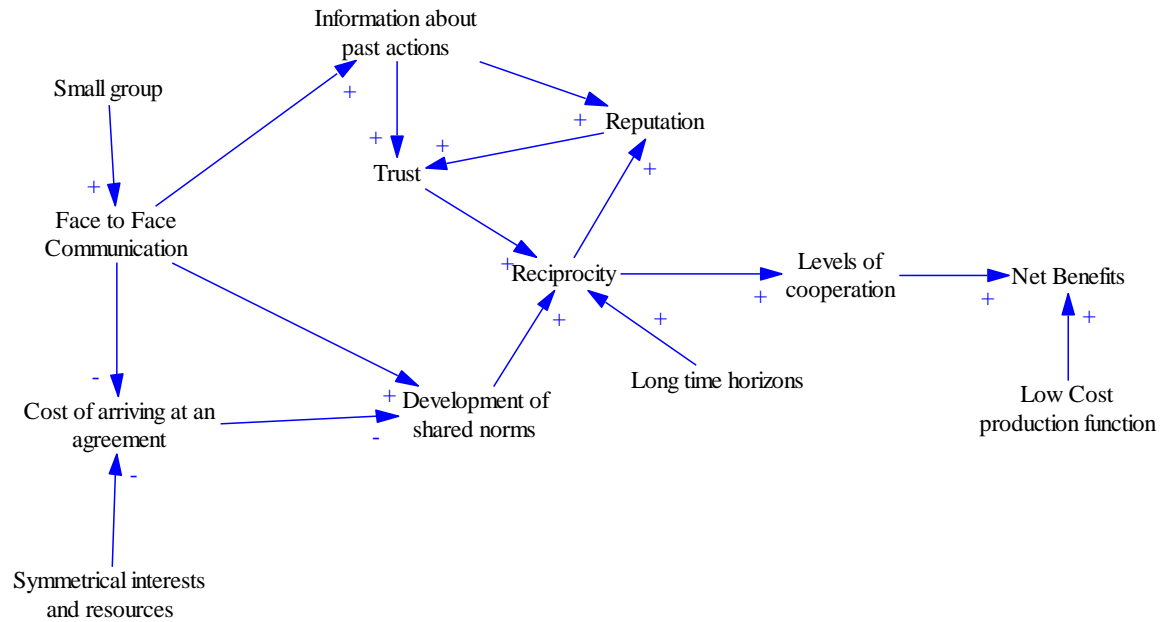 Information about
past actions
Small group
+
+
Reputation
+
+
+
Trust
+
+
Face to Face
Communication
Levels of
cooperation
+
Reciprocity
Net Benefits
+
+
+
+
+
-
Long time horizons
+
Development of
shared norms
Low Cost
production function
Cost of arriving at an
agreement
-
-
Symmetrical interests
and resources